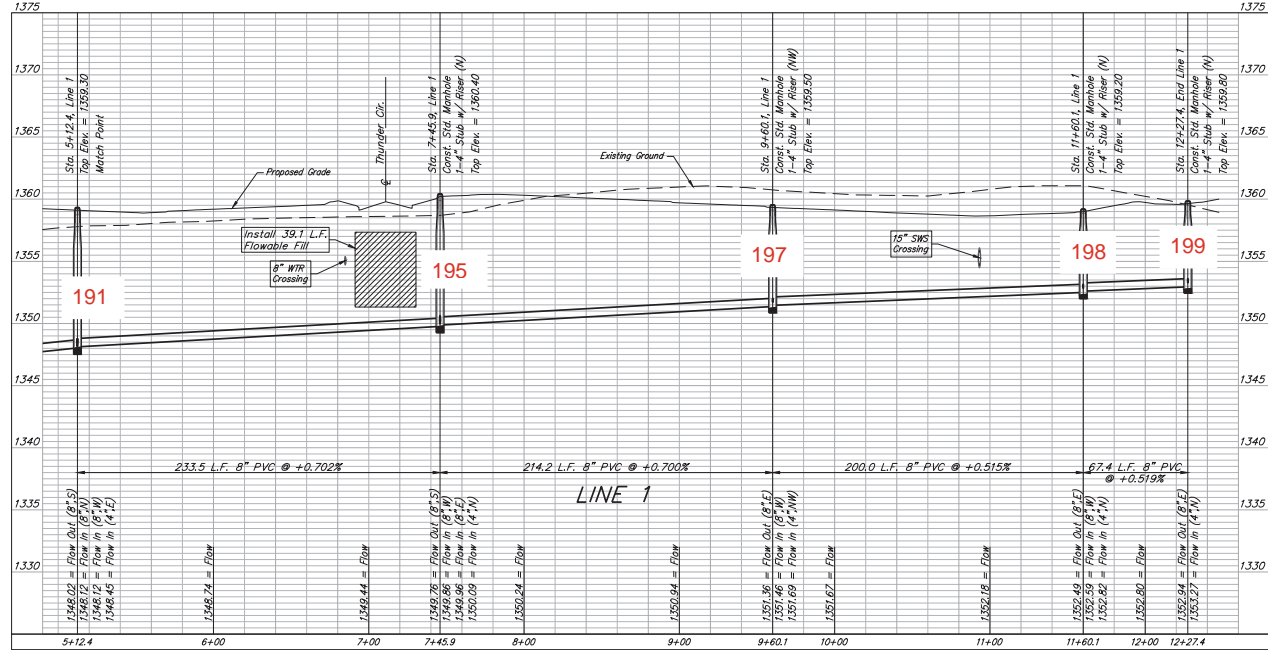 1375
1375
1370
1370
1365
1365
1360
1360
1355
1355
1350
1350
1345
1345
1340
1340
1335
1335
1330
1330
Sta. 5+12.4, Line 1
Top Elev. = 1359.30
Match Point
Thunder Cir.
Sta. 7+45.9, Line 1
Const. Std. Manhole
1-4" Stub w/ Riser (N)
Top Elev. = 1360.40
Sta. 9+60.1, Line 1
Const. Std. Manhole
1-4" Stub w/ Riser (NW)
Top Elev. = 1359.50
Sta. 11+60.1, Line 1
Const. Std. Manhole
1-4" Stub w/ Riser (N)
Top Elev. = 1359.20
Sta. 12+27.4, End Line 1
Const. Std. Manhole
1-4" Stub w/ Riser (N)
Top Elev. = 1359.80
Proposed Grade
Existing Ground
Install 39.1 L.F.
Flowable Fill
8" WTR
Crossing
15" SWS
Crossing
191
195
197
198
199
233.5 L.F. 8" PVC @ +0.702%
214.2 L.F. 8" PVC @ +0.700%
200.0 L.F. 8" PVC @ +0.515%
67.4 L.F. 8" PVC
@ +0.519%
LINE 1
1348.02 = Flow Out (8",S)
1348.12 = Flow In (8",N)
1348.12 = Flow In (8",W)
1348.45 = Flow In (4",E)
1348.74 = Flow
1349.44 = Flow
1349.76 = Flow Out (8",S)
1349.86 = Flow In (8",W)
1349.96 = Flow In (8",E)
1350.09 = Flow In (4",N)
1350.24 = Flow
1350.94 = Flow
1351.36 = Flow Out (8",E)
1351.46 = Flow In (8",W)
1351.69 = Flow In (4",NW)
1351.67 = Flow
1352.18 = Flow
1352.49 = Flow Out (8",E)
1352.59 = Flow In (8",W)
1352.82 = Flow In (4",N)
1352.80 = Flow
1352.94 = Flow Out (8",E)
1353.27 = Flow In (4",N)
5+12.4
6+00
7+00
7+45.9
8+00
9+00
9+60.1
10+00
11+00
11+60.1
12+00
12+27.4